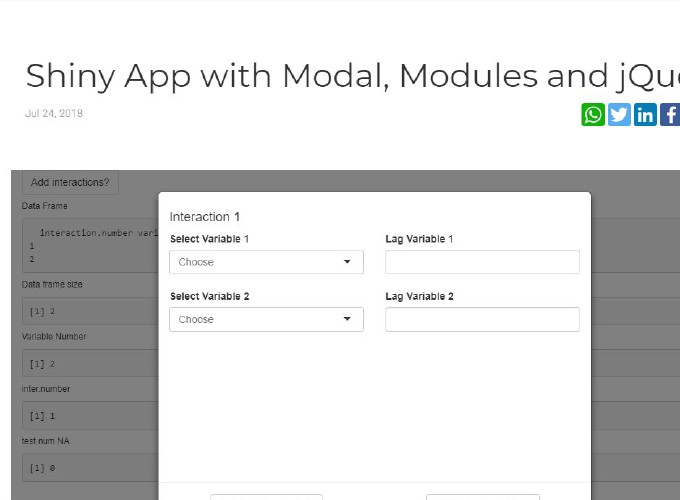 Shiny App with Modal, Modules and
Jul 24, 2018
Add interactions?
Data Frame
interaction.number
1
2
Data frame size
[1] 2
Variable Number
[1] 2
inter.number
[1] 1
test num NA
[1] 0
Interaction 1
Select Variable 1
Lag Variable 1
Choose
Select Variable 2
Lag Variable 2
Choose